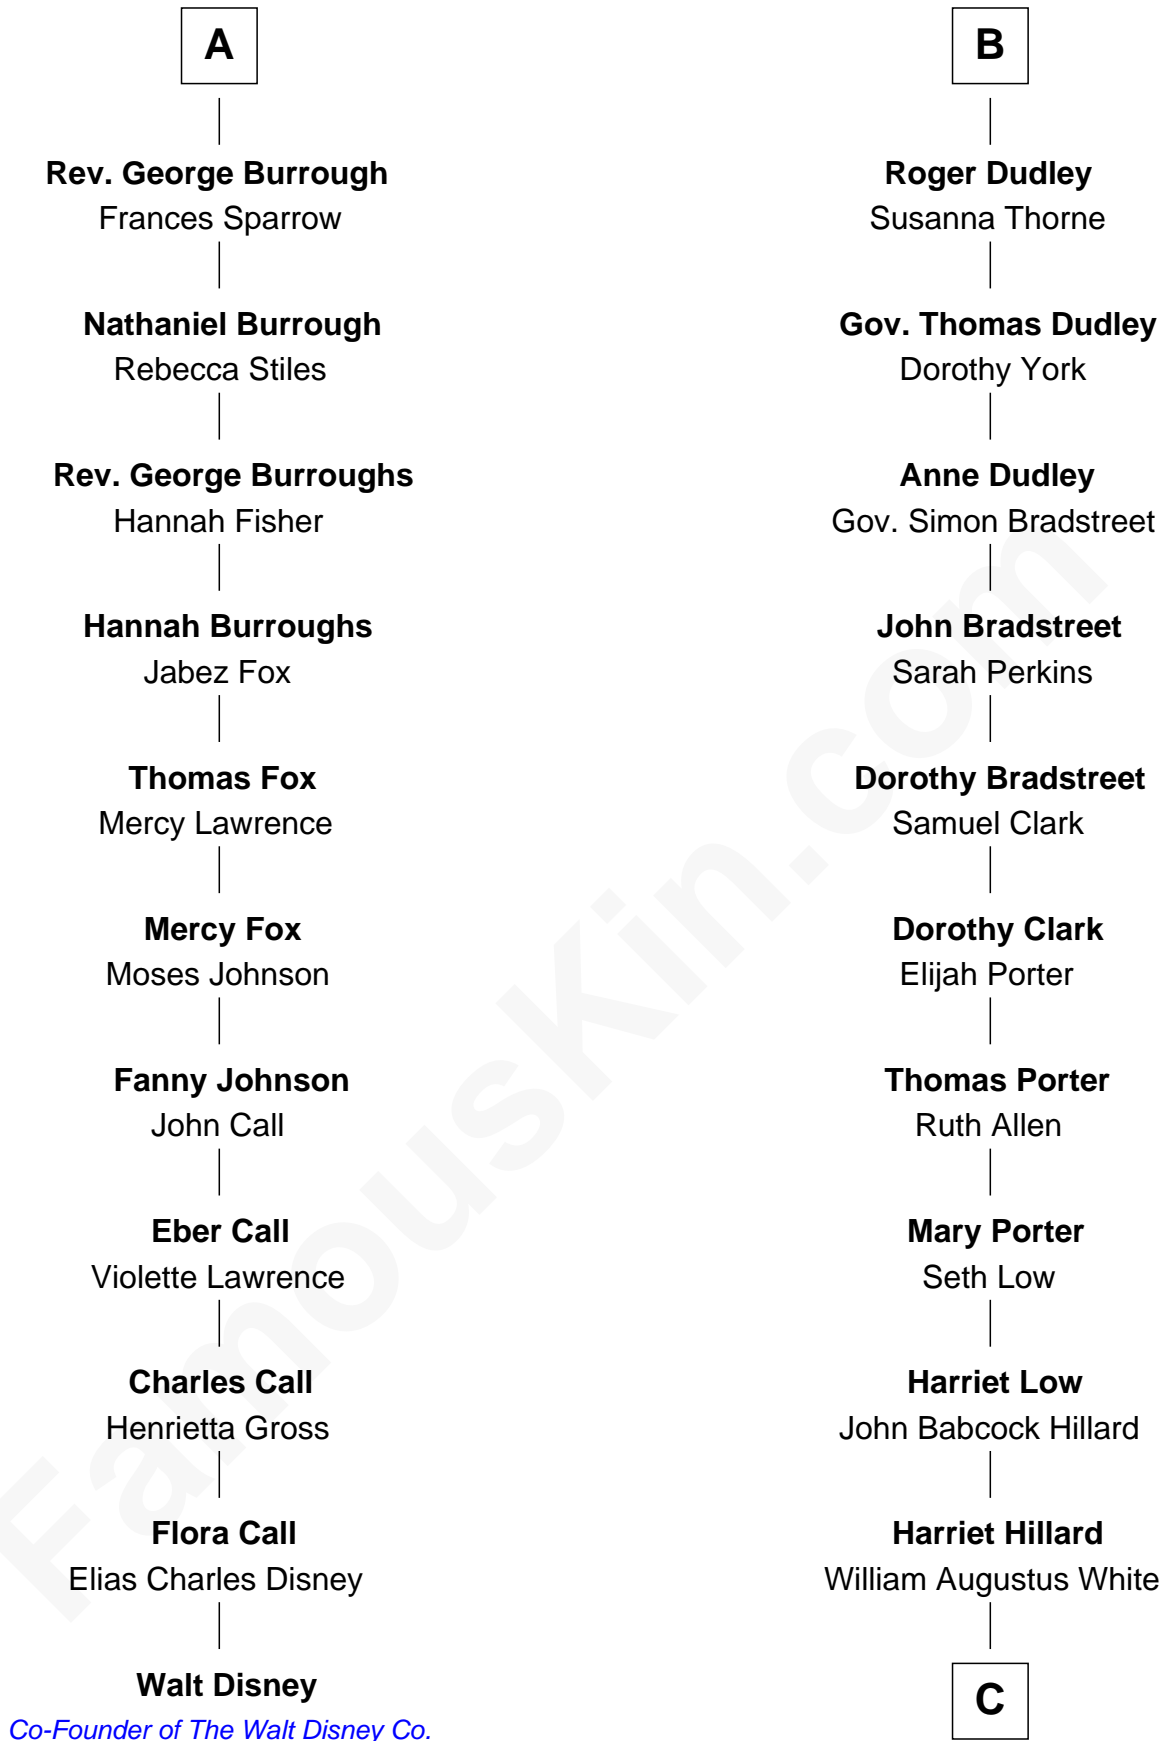 A
Rev. George Burrough
Frances Sparrow
Nathaniel Burrough
Rebecca Stiles
Rev. George Burroughs
Hannah Fisher
Hannah Burroughs
Jabez Fox
Thomas Fox
Mercy Lawrence
Mercy Fox
Moses Johnson
Fanny Johnson
John Call
Eber Call
Violette Lawrence
Charles Call
Henrietta Gross
Flora Call
Elias Charles Disney
Walt Disney
Co-Founder of The Walt Disney Co.
B
Roger Dudley
Susanna Thorne
Gov. Thomas Dudley
Dorothy York
Anne Dudley
Gov. Simon Bradstreet
John Bradstreet
Sarah Perkins
Dorothy Bradstreet
Samuel Clark
Dorothy Clark
Elijah Porter
Thomas Porter
Ruth Allen
Mary Porter
Seth Low
Harriet Low
John Babcock Hillard
Harriet Hillard
William Augustus White
C
FamousKin.com